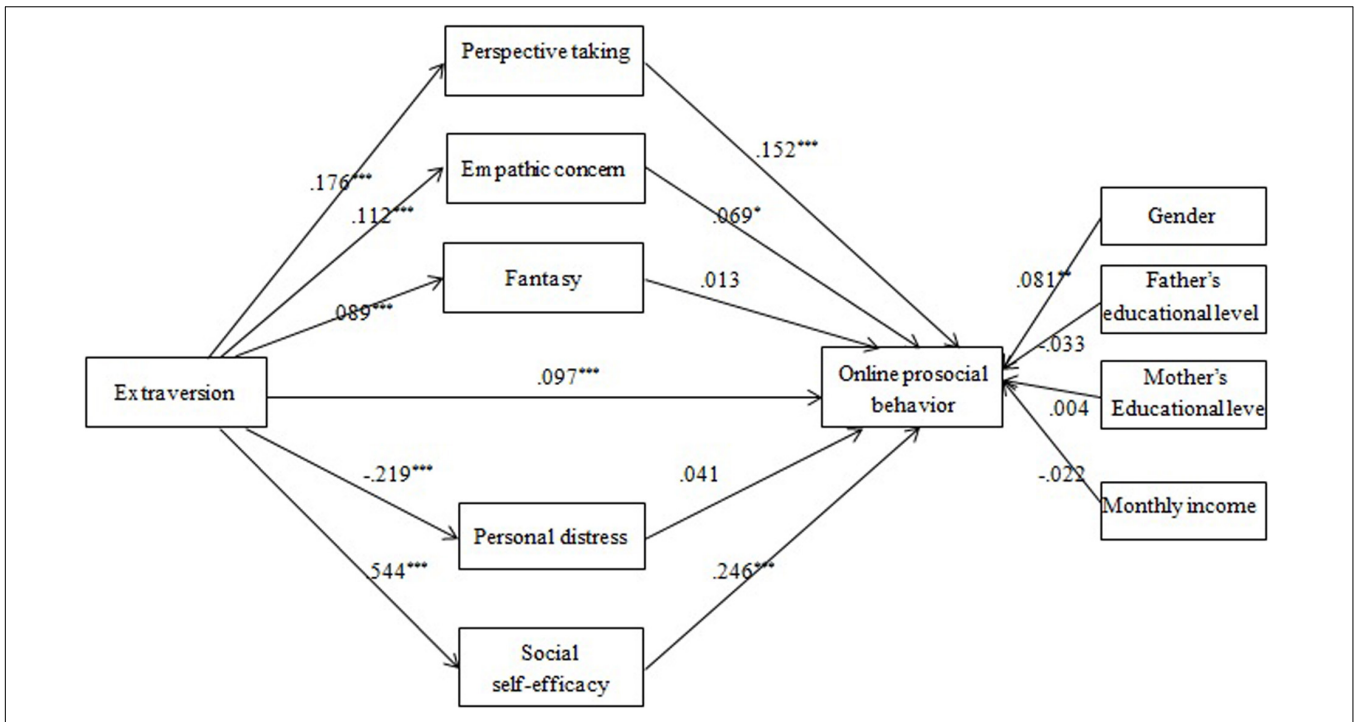 Perspective taking
.152***
.176***
Empathic concern
.112***
.069*
Gender
Fantasy
.013
.089***
.081**
Father's
educational level
-.033
Extraversion
.097***
Online prosocial
behavior
Mother's
Educational leve
.004
-.219***
.041
-.022
Monthly income
Personal distress
.544***
.246***
Social
self-efficacy